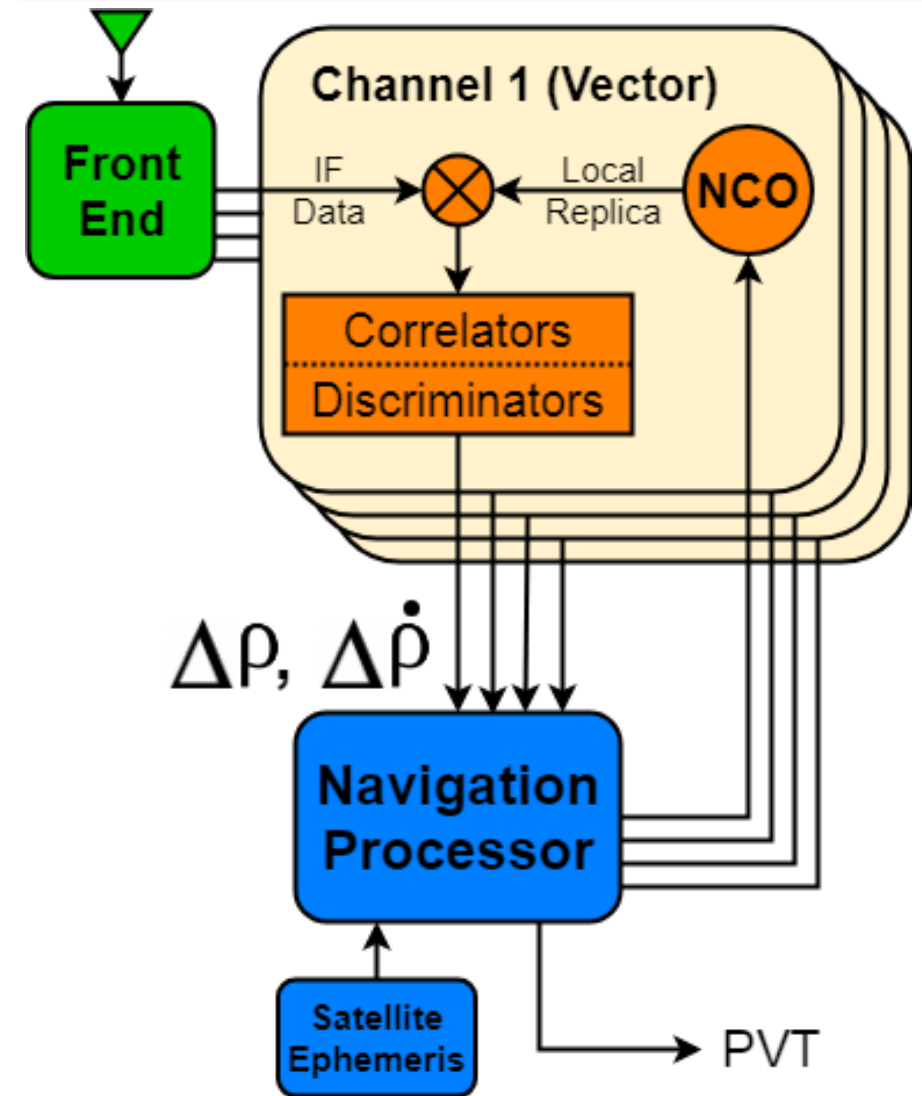 Channel 1 (Vector)
Front
End
IF
Data
Local
Replica
NCO
Correlators
Discriminators
Δρ, Δρ̇
Navigation
Processor
Satellite
Ephemeris
PVT